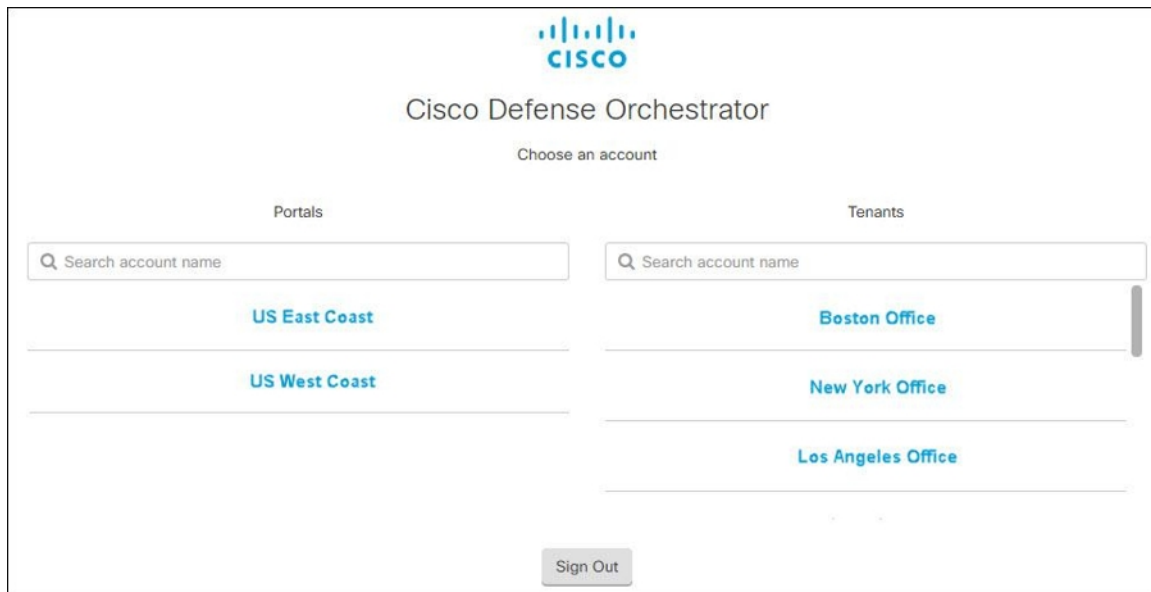 CISCO
Cisco Defense Orchestrator
Choose an account
Portals
Tenants
Search account name
Search account name
US East Coast
Boston Office
US West Coast
New York Office
Los Angeles Office
Sign Out